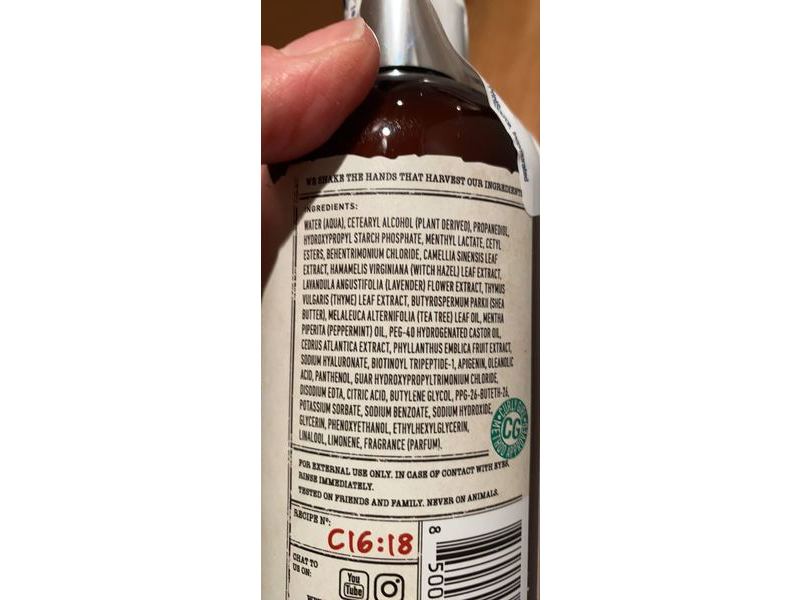 WE SHAKE THE HANDS THAT HARVEST OUR INGREDIENTS
INGREDIENTS:
WATER (AQUA), CETEARYL ALCOHOL (PLANT DERIVED), PROPANEDIOL,
HYDROXYPROPYL STARCH PHOSPHATE, MENTHYL LACTATE, CETYL
ESTERS, BEHENTRIMONIUM CHLORIDE, CAMELLIA SINENSIS LEAF
EXTRACT, HAMAMELIS VIRGINIANA (WITCH HAZEL) LEAF EXTRACT,
LAVANDULA ANGUSTIFOLIA (LAVENDER) FLOWER EXTRACT, THYMUS
VULGARIS (THYME) LEAF EXTRACT, BUTYROSPERMUM PARKII (SHEA
BUTTER), MELALEUCA ALTERNIFOLIA (TEA TREE) LEAF OIL, MENTHA
PIPERITA (PEPPERMINT) OIL, PEG-40 HYDROGENATED CASTOR OIL,
CEDRUS ATLANTICA EXTRACT, PHYLLANTHUS EMBLICA FRUIT EXTRACT,
SODIUM HYALURONATE, BIOTINOYL TRIPEPTIDE-1, APIGENIN, OLEANOLIC
ACID, PANTHENOL, GUAR HYDROXYPROPYLTRIMONIUM CHLORIDE,
DISODIUM EDTA, CITRIC ACID, BUTYLENE GLYCOL, PPG-26-BUTETH-26,
POTASSIUM SORBATE, SODIUM BENZOATE, SODIUM HYDROXIDE,
GLYCERIN, PHENOXYETHANOL, ETHYLHEXYLGLYCERIN,
LINALOOL, LIMONENE, FRAGRANCE (PARFUM).
CURLY GIRL
CG
METHOD APPROVED
FOR EXTERNAL USE ONLY. IN CASE OF CONTACT WITH EYES,
RINSE IMMEDIATELY.
TESTED ON FRIENDS AND FAMILY. NEVER ON ANIMALS.
RECIPE Nº:
C16:18
8
500
CHAT TO
US ON:
You
Tube